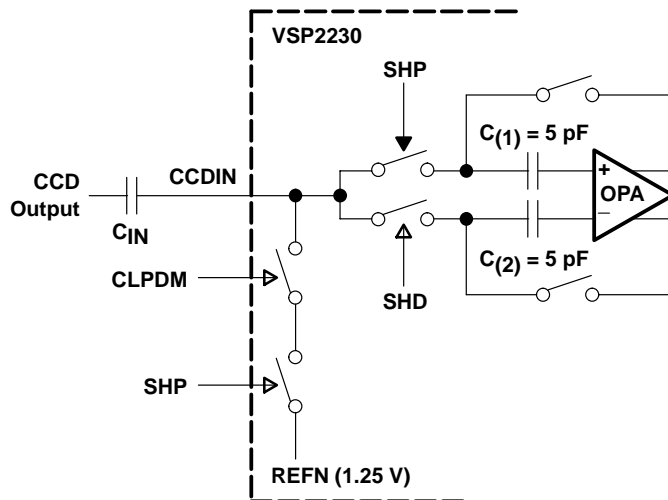 VSP2230
SHP
C(1) = 5 pF
CCD
Output
CIN
CCDIN
+
OPA
–
C(2) = 5 pF
CLPDM
SHD
SHP
REFN (1.25 V)